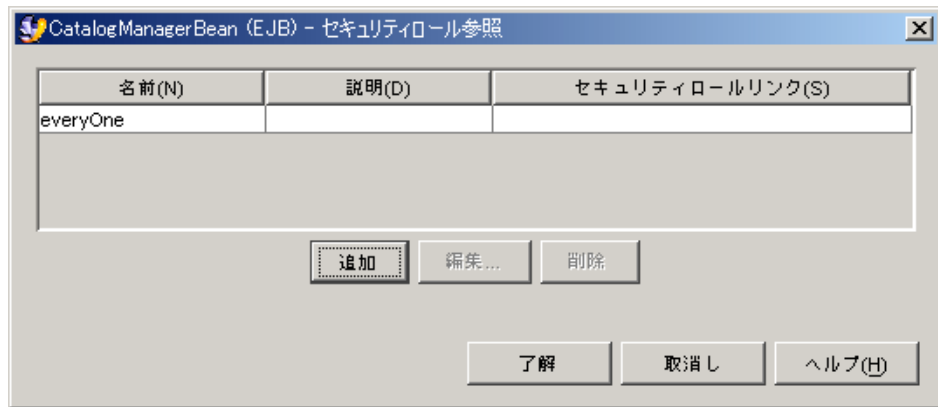 CatalogManagerBean (EJB) - セキュリティロール参照
名前(N) 説明(D) セキュリティロールリンク(S)
everyOne
追加 編集... 削除
了解 取消し ヘルプ(H)